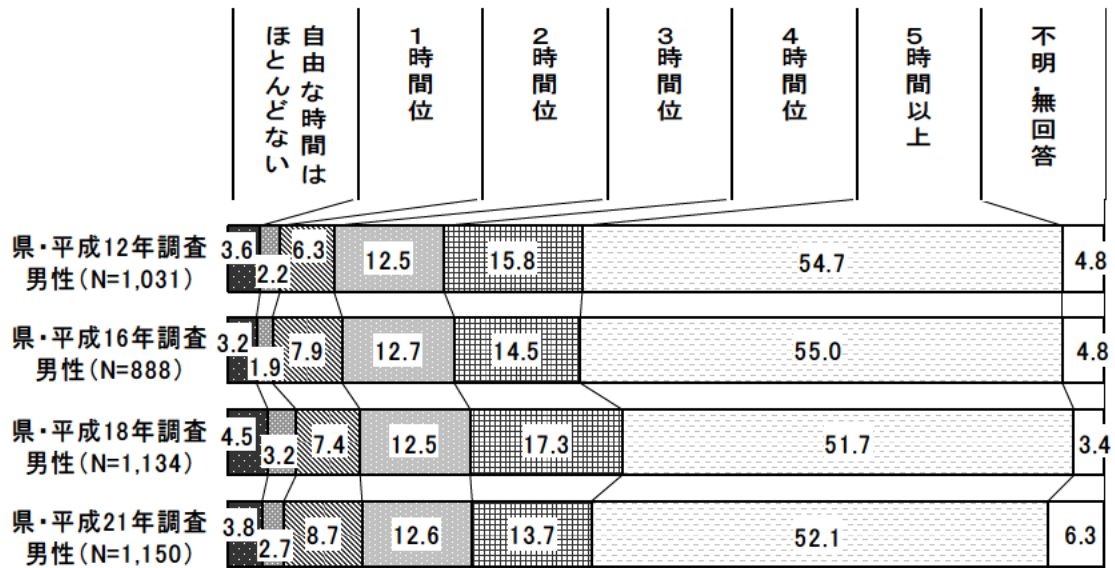 自由な時間は
ほとんどない
1時間位
2時間位
3時間位
4時間位
5時間以上
不明・無回答
県・平成12年調査
男性(N=1,031)
3.6 2.2 6.3 12.5 15.8 54.7 4.8
県・平成16年調査
男性(N=888)
3.2 1.9 7.9 12.7 14.5 55.0 4.8
県・平成18年調査
男性(N=1,134)
4.5 3.2 7.4 12.5 17.3 51.7 3.4
県・平成21年調査
男性(N=1,150)
3.8 2.7 8.7 12.6 13.7 52.1 6.3